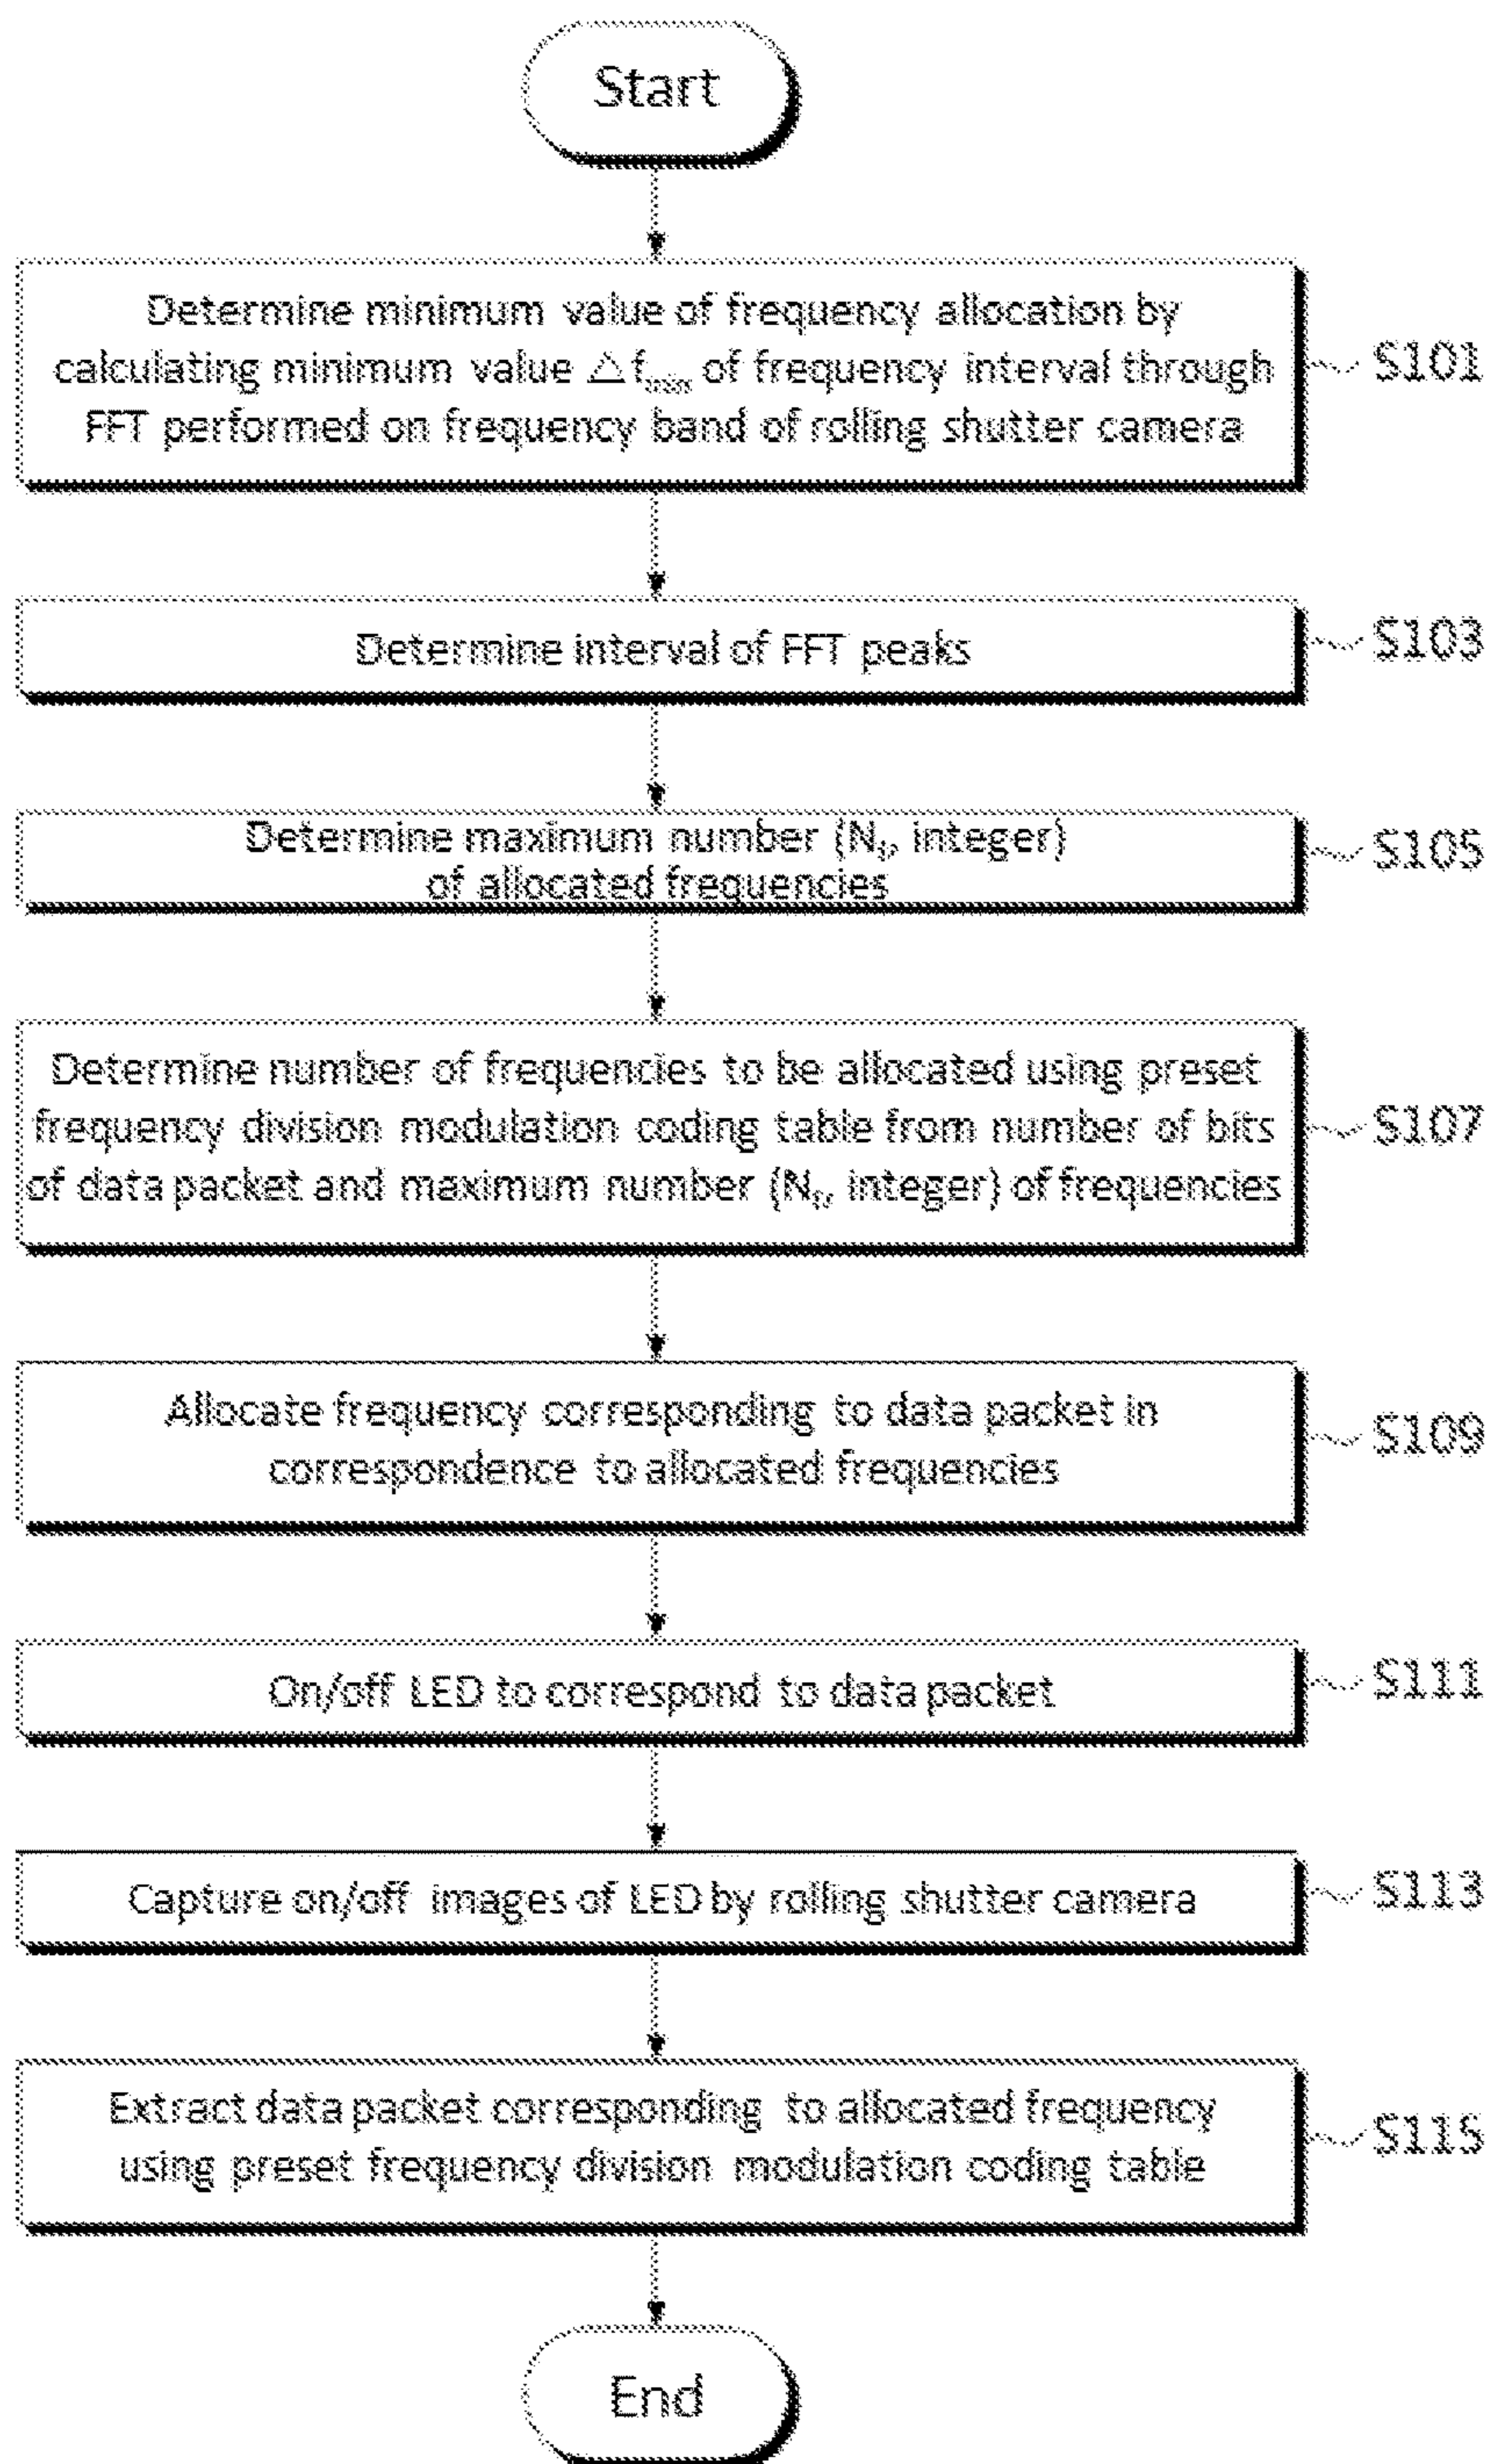 Start
Determine minimum value of frequency allocation by
calculating minimum value △fmin of frequency interval through
FFT performed on frequency band of rolling shutter camera
S101
Determine interval of FFT peaks
S103
Determine maximum number (Nf, integer)
of allocated frequencies
S105
Determine number of frequencies to be allocated using preset
frequency division modulation coding table from number of bits
of data packet and maximum number (Nf, integer) of frequencies
S107
Allocate frequency corresponding to data packet in
correspondence to allocated frequencies
S109
On/off LED to correspond to data packet
S111
Capture on/off images of LED by rolling shutter camera
S113
Extract data packet corresponding to allocated frequency
using preset frequency division modulation coding table
S115
End